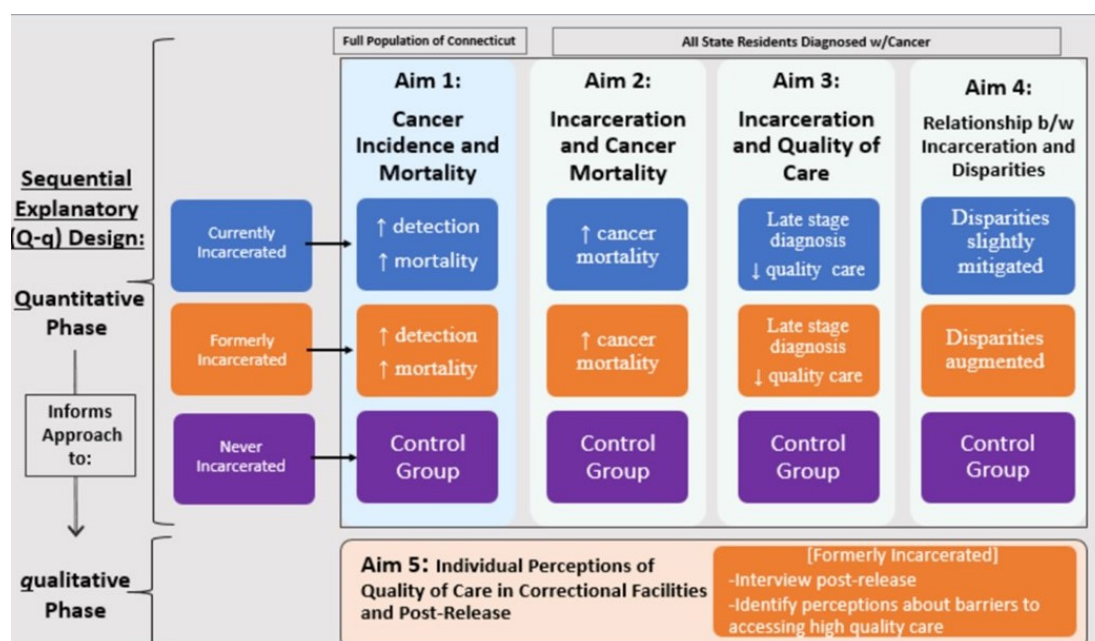 Full Population of Connecticut
All State Residents Diagnosed w/Cancer
Sequential
Explanatory
(Q-q) Design:
Quantitative
Phase
Informs
Approach
to:
qualitative
Phase
Currently
Incarcerated
Formerly
Incarcerated
Never
Incarcerated
Aim 1:
Cancer
Incidence and
Mortality
↑ detection
↑ mortality
↑ detection
↑ mortality
Control
Group
Aim 2:
Incarceration
and Cancer
Mortality
↑ cancer
mortality
↑ cancer
mortality
Control
Group
Aim 3:
Incarceration
and Quality of
Care
Late stage
diagnosis
↓ quality care
Late stage
diagnosis
↓ quality care
Control
Group
Aim 4:
Relationship b/w
Incarceration and
Disparities
Disparities
slightly
mitigated
Disparities
augmented
Control
Group
Aim 5: Individual Perceptions of
Quality of Care in Correctional Facilities
and Post-Release
[Formerly Incarcerated]
-Interview post-release
-Identify perceptions about barriers to
accessing high quality care